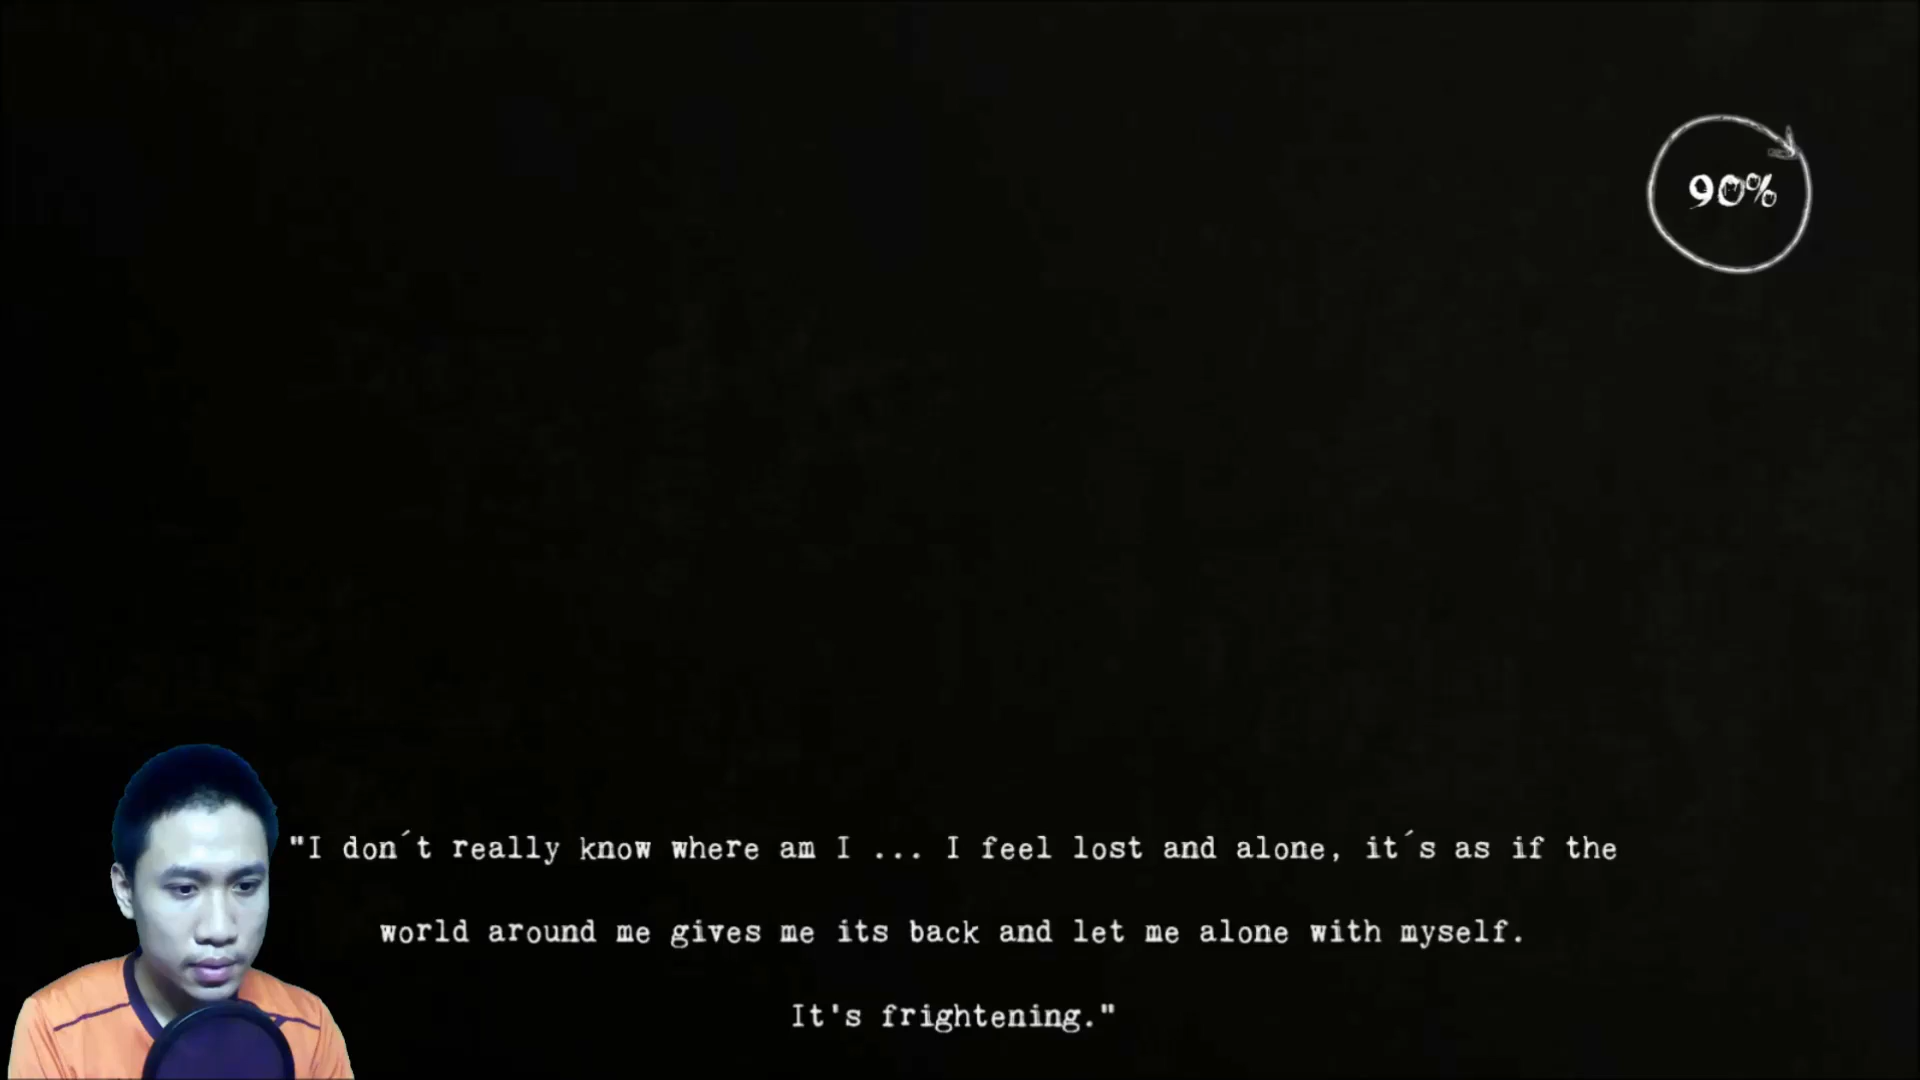 90%
"I don´t really know where am I ... I feel lost and alone, it´s as if the
world around me gives me its back and let me alone with myself.
It's frightening."